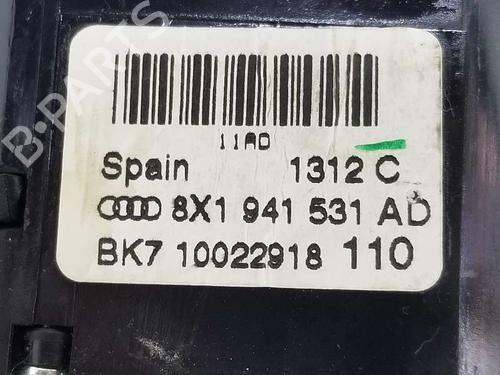 B-PARTS
11AD
Spain 1312 C
8X1 941 531 AD
BK7 10022918 110